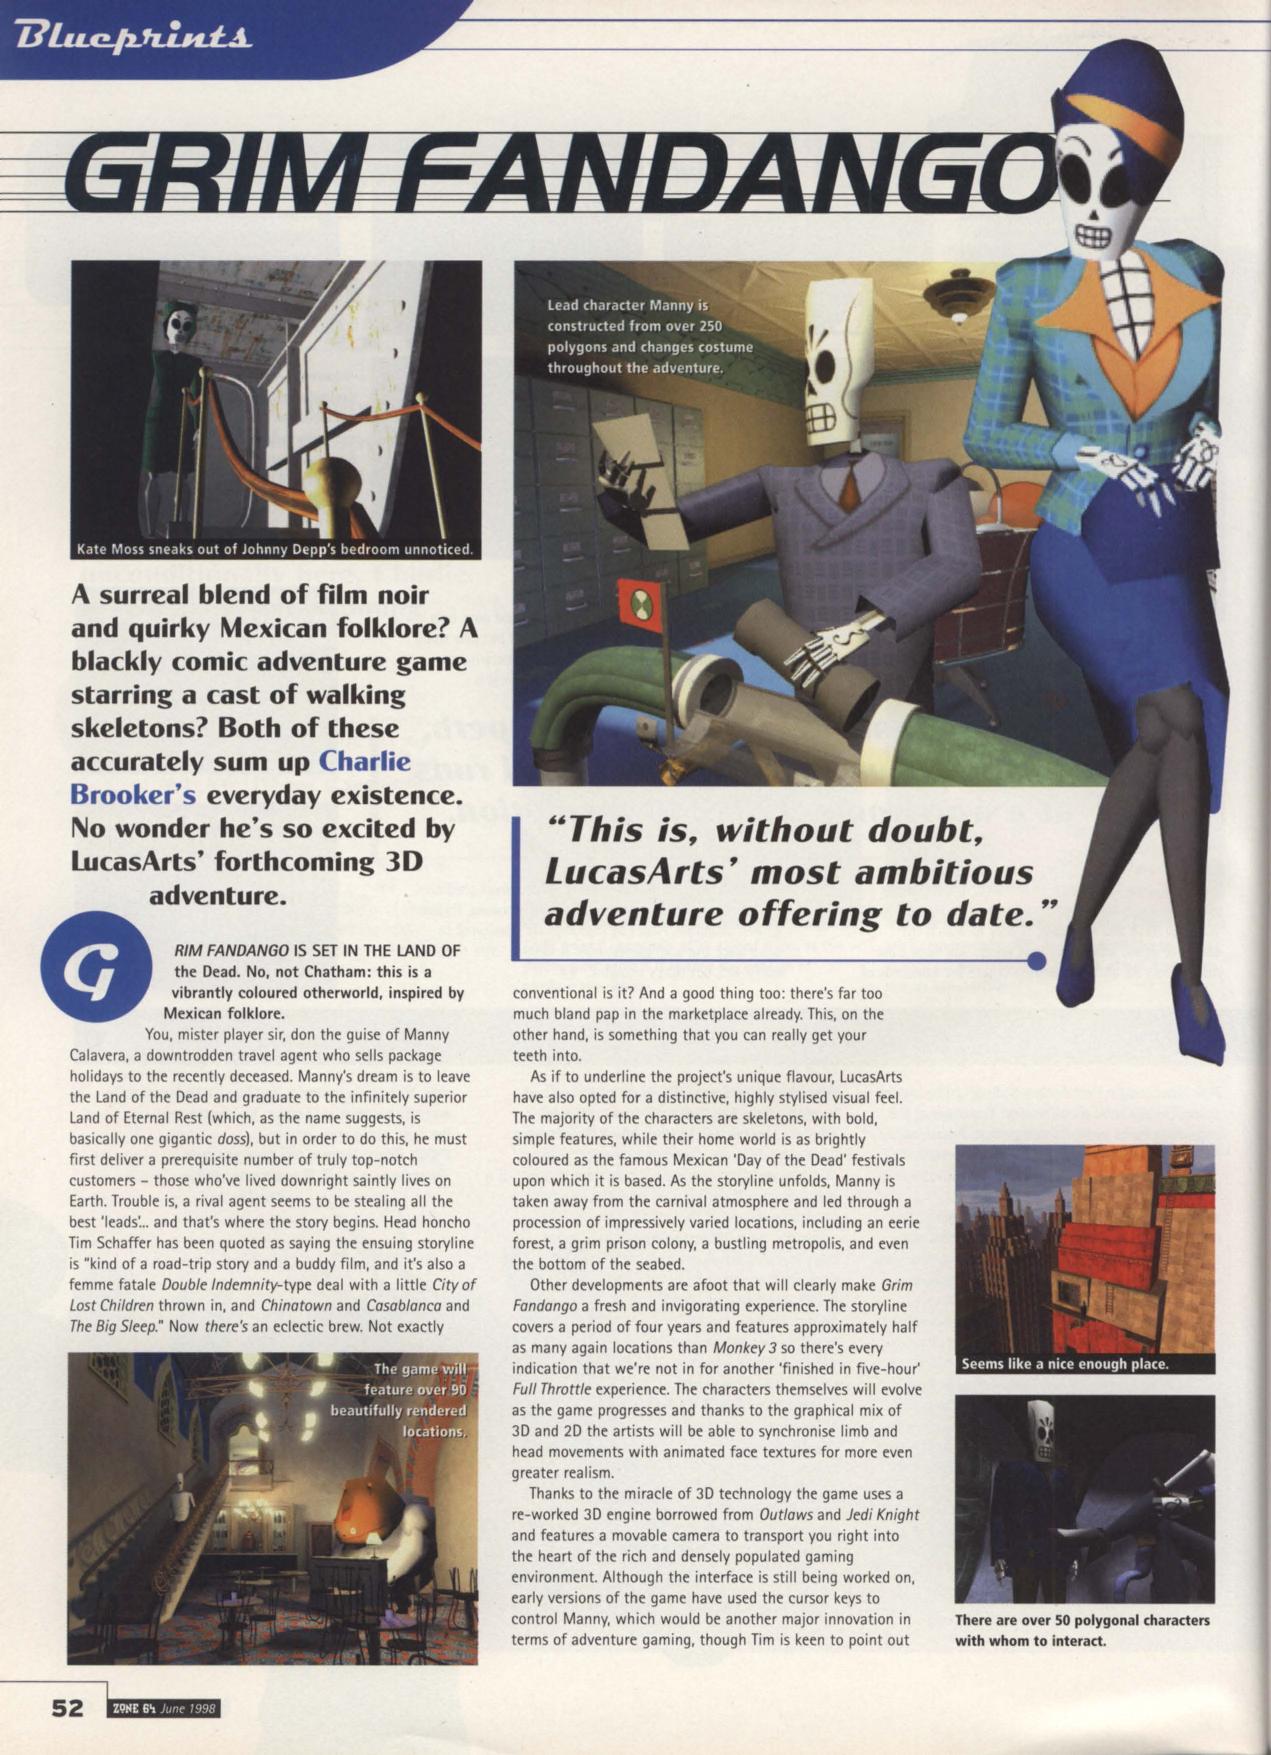 Blueprints
GRIM FANDANGO
Kate Moss sneaks out of Johnny Depp's bedroom unnoticed.
Lead character Manny is
constructed from over 250
polygons and changes costume
throughout the adventure.
A surreal blend of film noir
and quirky Mexican folklore? A
blackly comic adventure game
starring a cast of walking
skeletons? Both of these
accurately sum up Charlie
Brooker's everyday existence.
No wonder he's so excited by
LucasArts' forthcoming 3D
adventure.
"This is, without doubt,
LucasArts' most ambitious
adventure offering to date."
GRIM FANDANGO IS SET IN THE LAND OF
the Dead. No, not Chatham: this is a
vibrantly coloured otherworld, inspired by
Mexican folklore.
You, mister player sir, don the guise of Manny
Calavera, a downtrodden travel agent who sells package
holidays to the recently deceased. Manny's dream is to leave
the Land of the Dead and graduate to the infinitely superior
Land of Eternal Rest (which, as the name suggests, is
basically one gigantic doss), but in order to do this, he must
first deliver a prerequisite number of truly top-notch
customers – those who've lived downright saintly lives on
Earth. Trouble is, a rival agent seems to be stealing all the
best 'leads'... and that's where the story begins. Head honcho
Tim Schaffer has been quoted as saying the ensuing storyline
is "kind of a road-trip story and a buddy film, and it's also a
femme fatale Double Indemnity-type deal with a little City of
Lost Children thrown in, and Chinatown and Casablanca and
The Big Sleep." Now there's an eclectic brew. Not exactly
The game will
feature over 90
beautifully rendered
locations.
conventional is it? And a good thing too: there's far too
much bland pap in the marketplace already. This, on the
other hand, is something that you can really get your
teeth into.
As if to underline the project's unique flavour, LucasArts
have also opted for a distinctive, highly stylised visual feel.
The majority of the characters are skeletons, with bold,
simple features, while their home world is as brightly
coloured as the famous Mexican 'Day of the Dead' festivals
upon which it is based. As the storyline unfolds, Manny is
taken away from the carnival atmosphere and led through a
procession of impressively varied locations, including an eerie
forest, a grim prison colony, a bustling metropolis, and even
the bottom of the seabed.
Other developments are afoot that will clearly make Grim
Fandango a fresh and invigorating experience. The storyline
covers a period of four years and features approximately half
as many again locations than Monkey 3 so there's every
indication that we're not in for another 'finished in five-hour'
Full Throttle experience. The characters themselves will evolve
as the game progresses and thanks to the graphical mix of
3D and 2D the artists will be able to synchronise limb and
head movements with animated face textures for more even
greater realism.
Thanks to the miracle of 3D technology the game uses a
re-worked 3D engine borrowed from Outlaws and Jedi Knight
and features a movable camera to transport you right into
the heart of the rich and densely populated gaming
environment. Although the interface is still being worked on,
early versions of the game have used the cursor keys to
control Manny, which would be another major innovation in
terms of adventure gaming, though Tim is keen to point out
Seems like a nice enough place.
There are over 50 polygonal characters
with whom to interact.
52 ZONE 64 June 1998